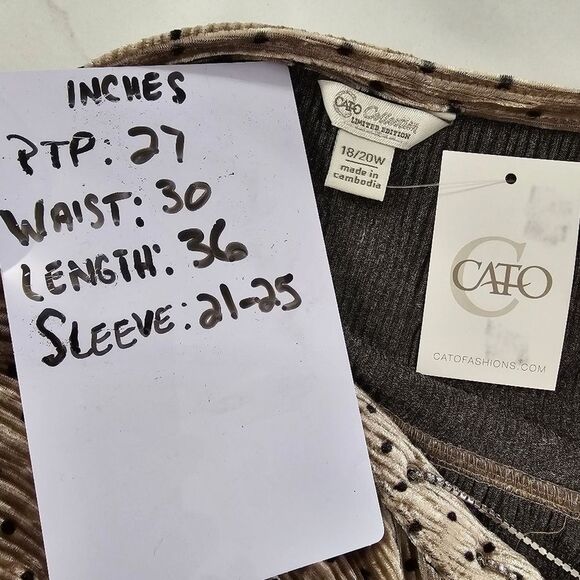 INCHES
PTP: 27
WAIST: 30
LENGTH: 36
SLEEVE: 21-25
CATO Collection
LIMITED EDITION
18/20W
made in
cambodia
C
CATO
CATOFASHIONS.COM